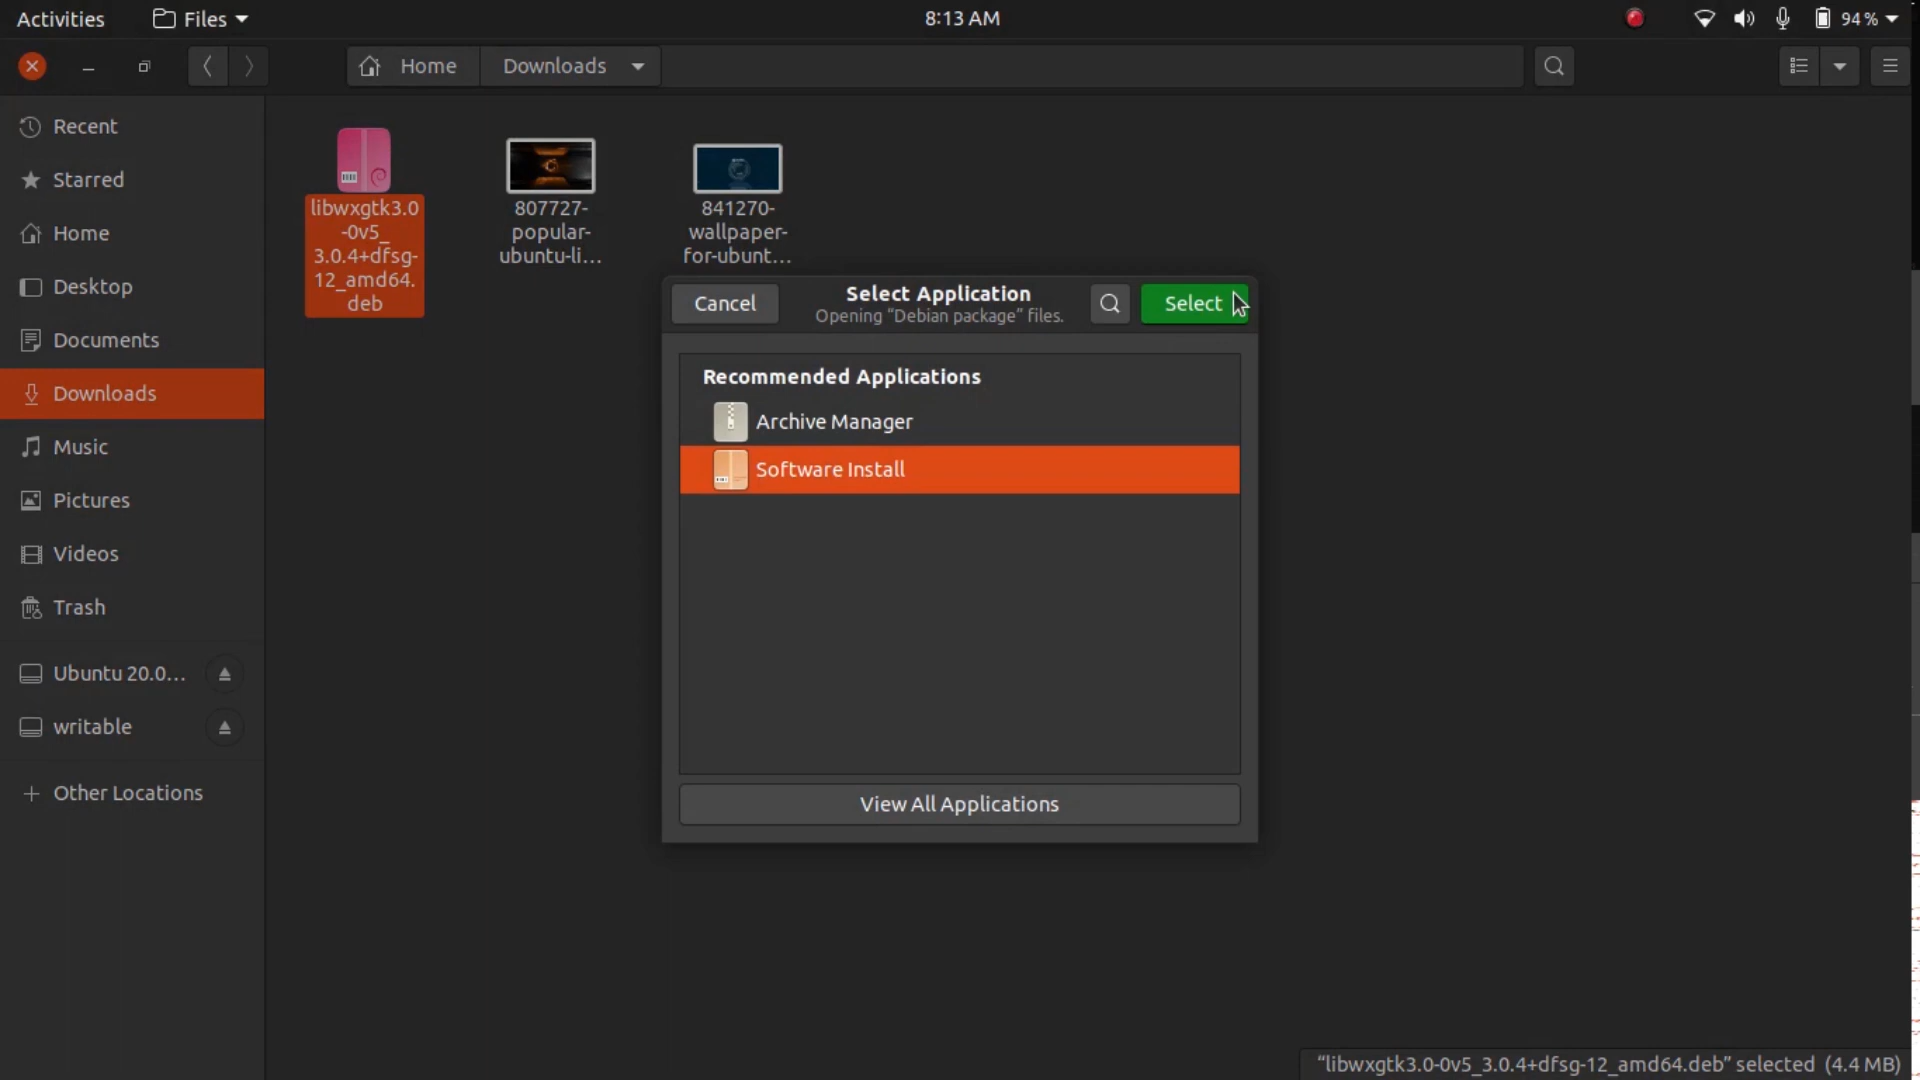 Activities
Files
8:13 AM
94 %
Home
Downloads
Recent
Starred
Home
Desktop
Documents
Downloads
Music
Pictures
Videos
Trash
Ubuntu 20.0...
writable
Other Locations
libwxgtk3.0
-0v5_
3.0.4+dfsg-
12_amd64.
deb
807727-
popular-
ubuntu-li...
841270-
wallpaper-
for-ubunt...
Cancel
Select Application
Opening “Debian package” files.
Select
Recommended Applications
Archive Manager
Software Install
View All Applications
“libwxgtk3.0-0v5_3.0.4+dfsg-12_amd64.deb” selected (4.4 MB)